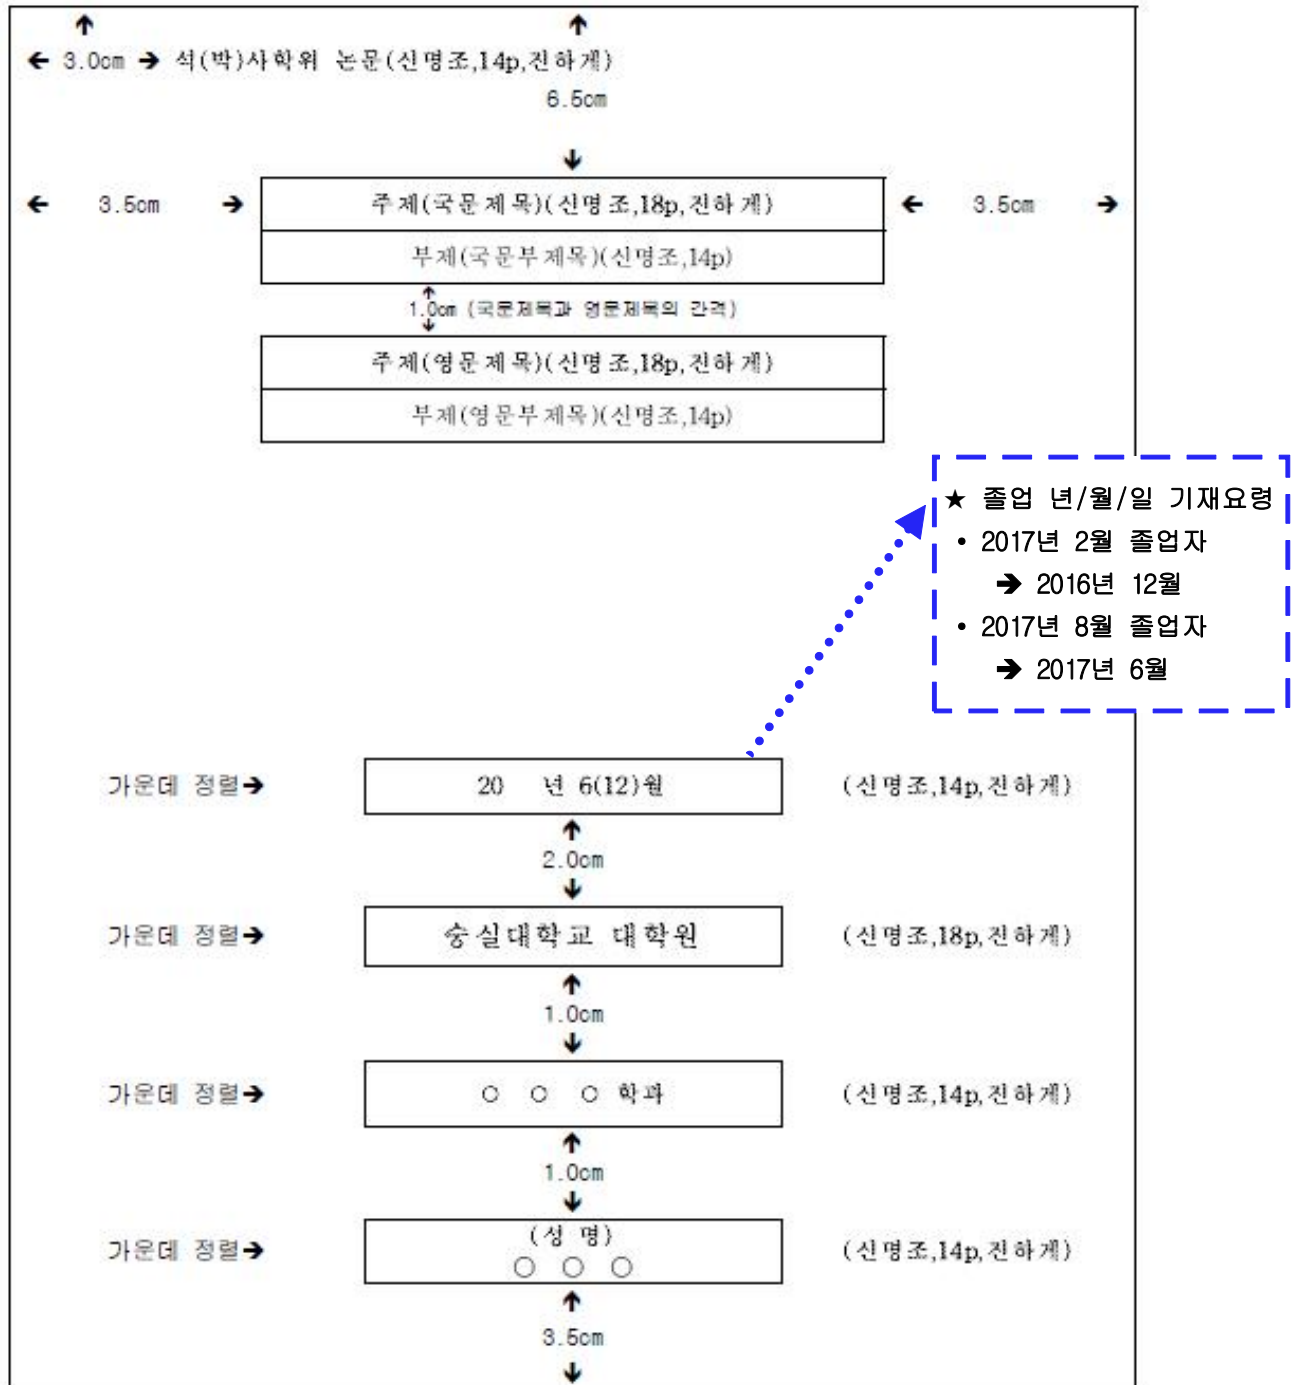 ← 3.0cm → 석(박)사학위 논문(신명조,14p,진하게)
6.5cm
← 3.5cm → 주제(국문제목)(신명조,18p,진하게) ← 3.5cm →
부제(국문부제목)(신명조,14p)
1.0cm (국문제목과 영문제목의 간격)
주제(영문제목)(신명조,18p,진하게)
부제(영문부제목)(신명조,14p)
★ 졸업 년/월/일 기재요령
• 2017년 2월 졸업자
→ 2016년 12월
• 2017년 8월 졸업자
→ 2017년 6월
가운데 정렬→ 20 년 6(12)월 (신명조,14p,진하게)
2.0cm
가운데 정렬→ 숭실대학교 대학원 (신명조,18p,진하게)
1.0cm
가운데 정렬→ ○ ○ ○ 학과 (신명조,14p,진하게)
1.0cm
(성 명)
가운데 정렬→ ○ ○ ○ (신명조,14p,진하게)
3.5cm